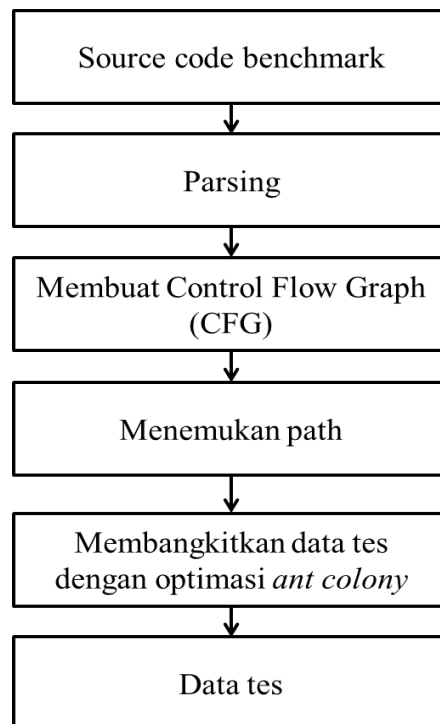 Source code benchmark
Parsing
Membuat Control Flow Graph
(CFG)
Menemukan path
Membangkitkan data tes
dengan optimasi ant colony
Data tes